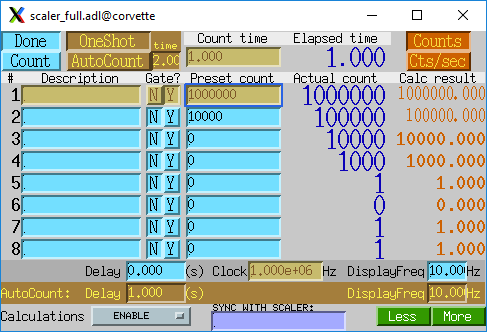 scaler_full.adl@corvette
Done OneShot time Count time Elapsed time Counts
Count AutoCount 2.00 1.000 1.000 Cts/sec
# Description Gate? Preset count Actual count Calc result
1 N Y 1000000 1000000 1000000.000
2 N Y 10000 100000 100000.000
3 N Y 0 10000 10000.000
4 N Y 0 1000 1000.000
5 N Y 0 1 1.000
6 N Y 0 0 0.000
7 N Y 0 1 1.000
8 N Y 0 1 1.000
Delay 0.000 (s) Clock 1.000e+06 Hz DisplayFreq 10.00 Hz
AutoCount: Delay 1.000 (s) DisplayFreq 10.00 Hz
Calculations ENABLE SYNC WITH SCALER: Less More